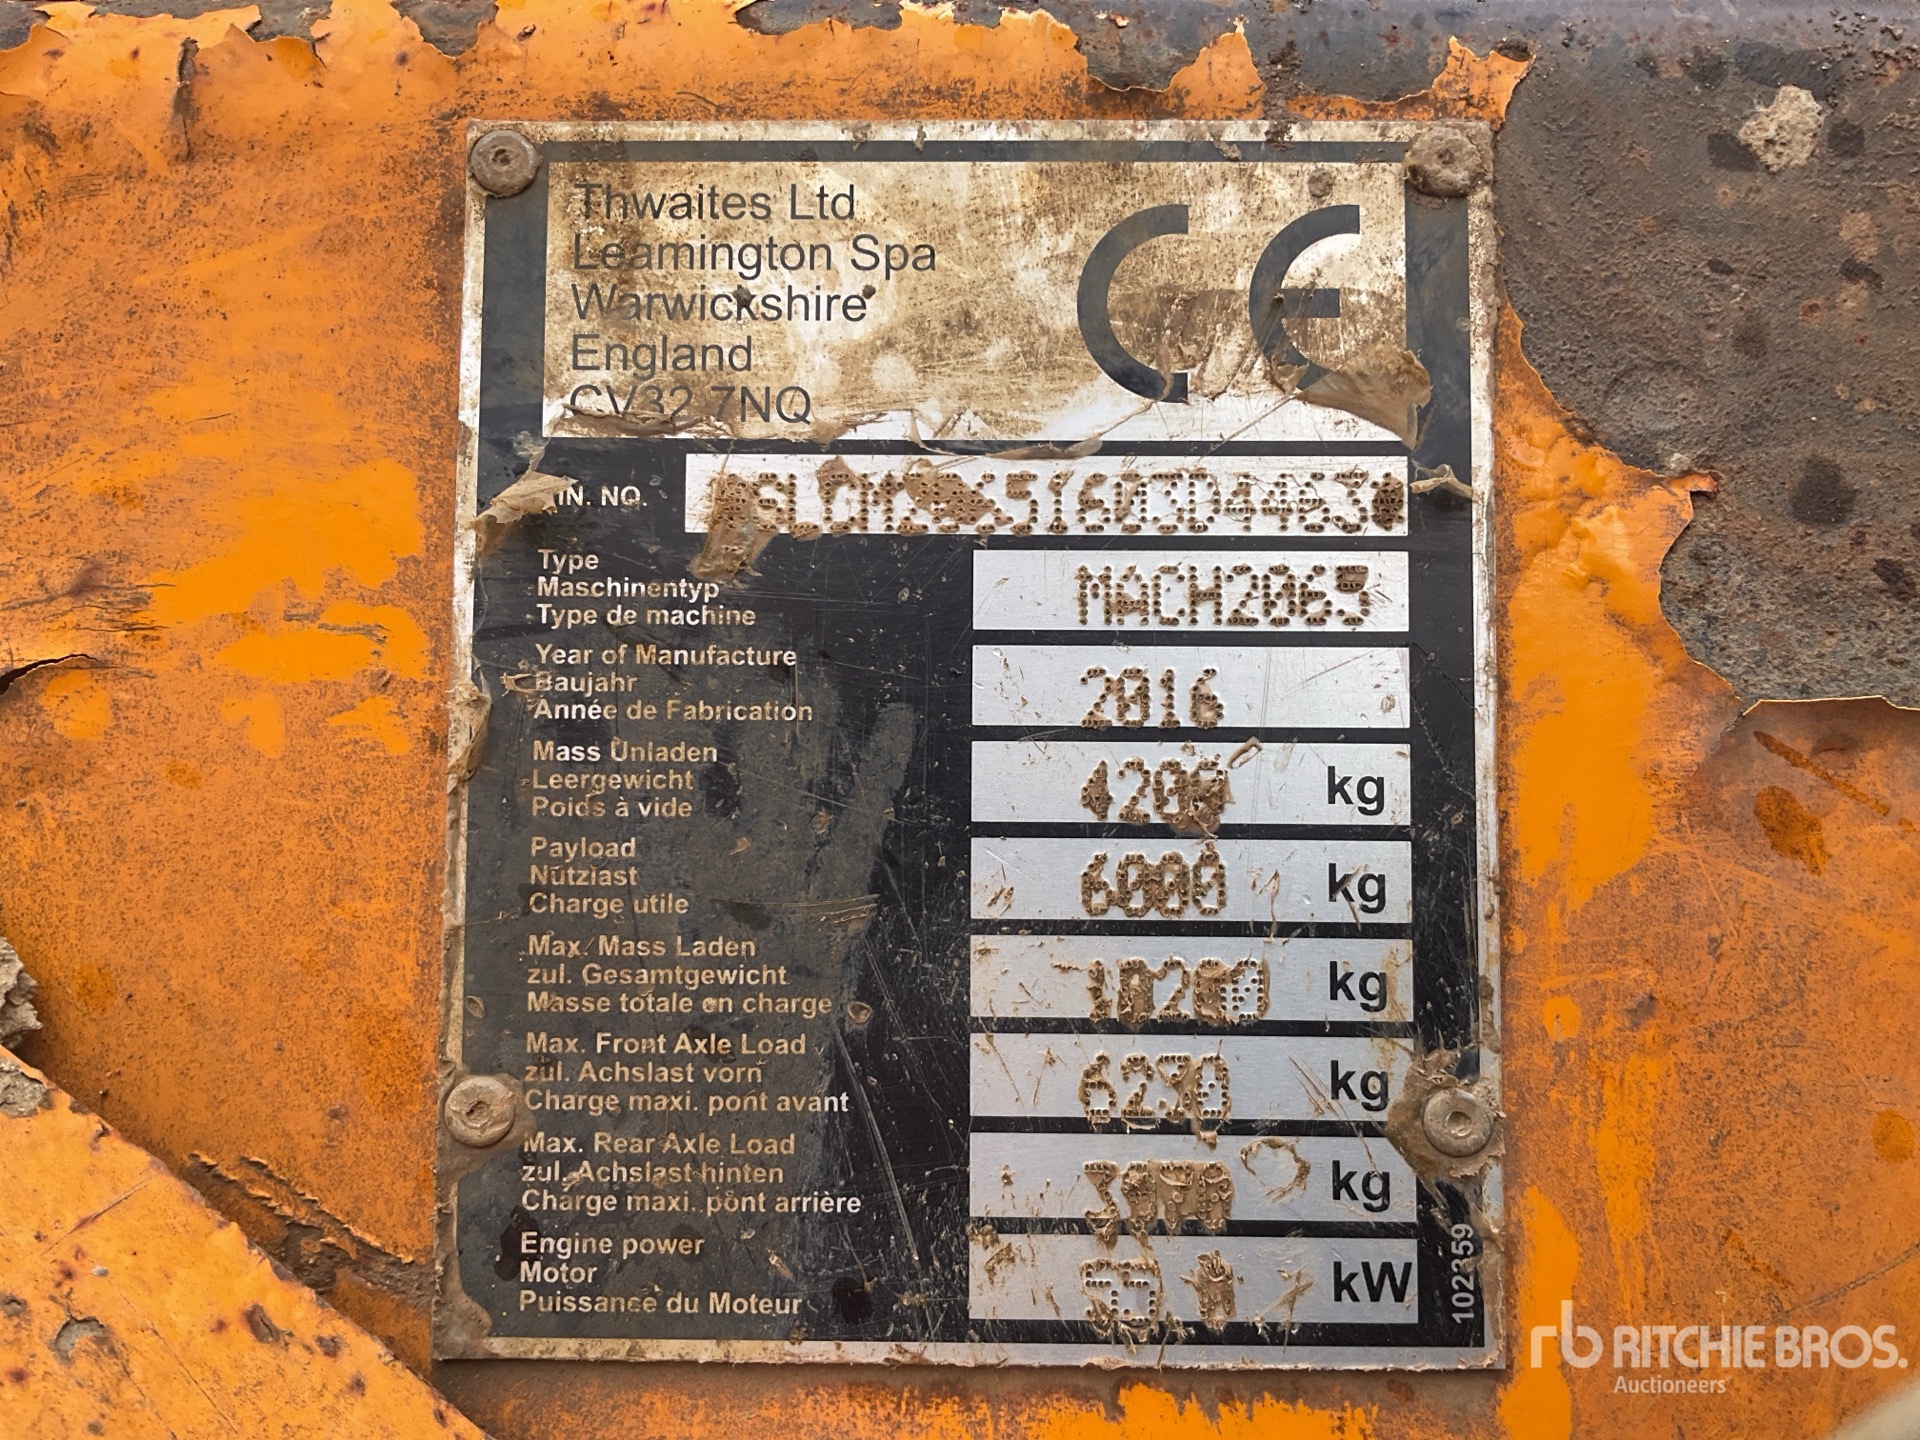 Thwaites Ltd
Leamington Spa
Warwickshire
England
CV32 7NQ
CE
Type
Maschinentyp
Type de machine
MACH2063
Year of Manufacture
Baujahr
Année de Fabrication
2016
Mass Unladen
Leergewicht
Poids à vide
4200 kg
Payload
Nützlast
Charge utile
6000 kg
Max. Mass Laden
zul. Gesamtgewicht
Masse totale en charge
10200 kg
Max. Front Axle Load
zul. Achslast vorn
Charge maxi. pont avant
6230 kg
Max. Rear Axle Load
zul. Achslast hinten
Charge maxi. pont arrière
kg
Engine power
Motor
Puissance du Moteur
kW
102359
rb RITCHIE BROS.
Auctioneers